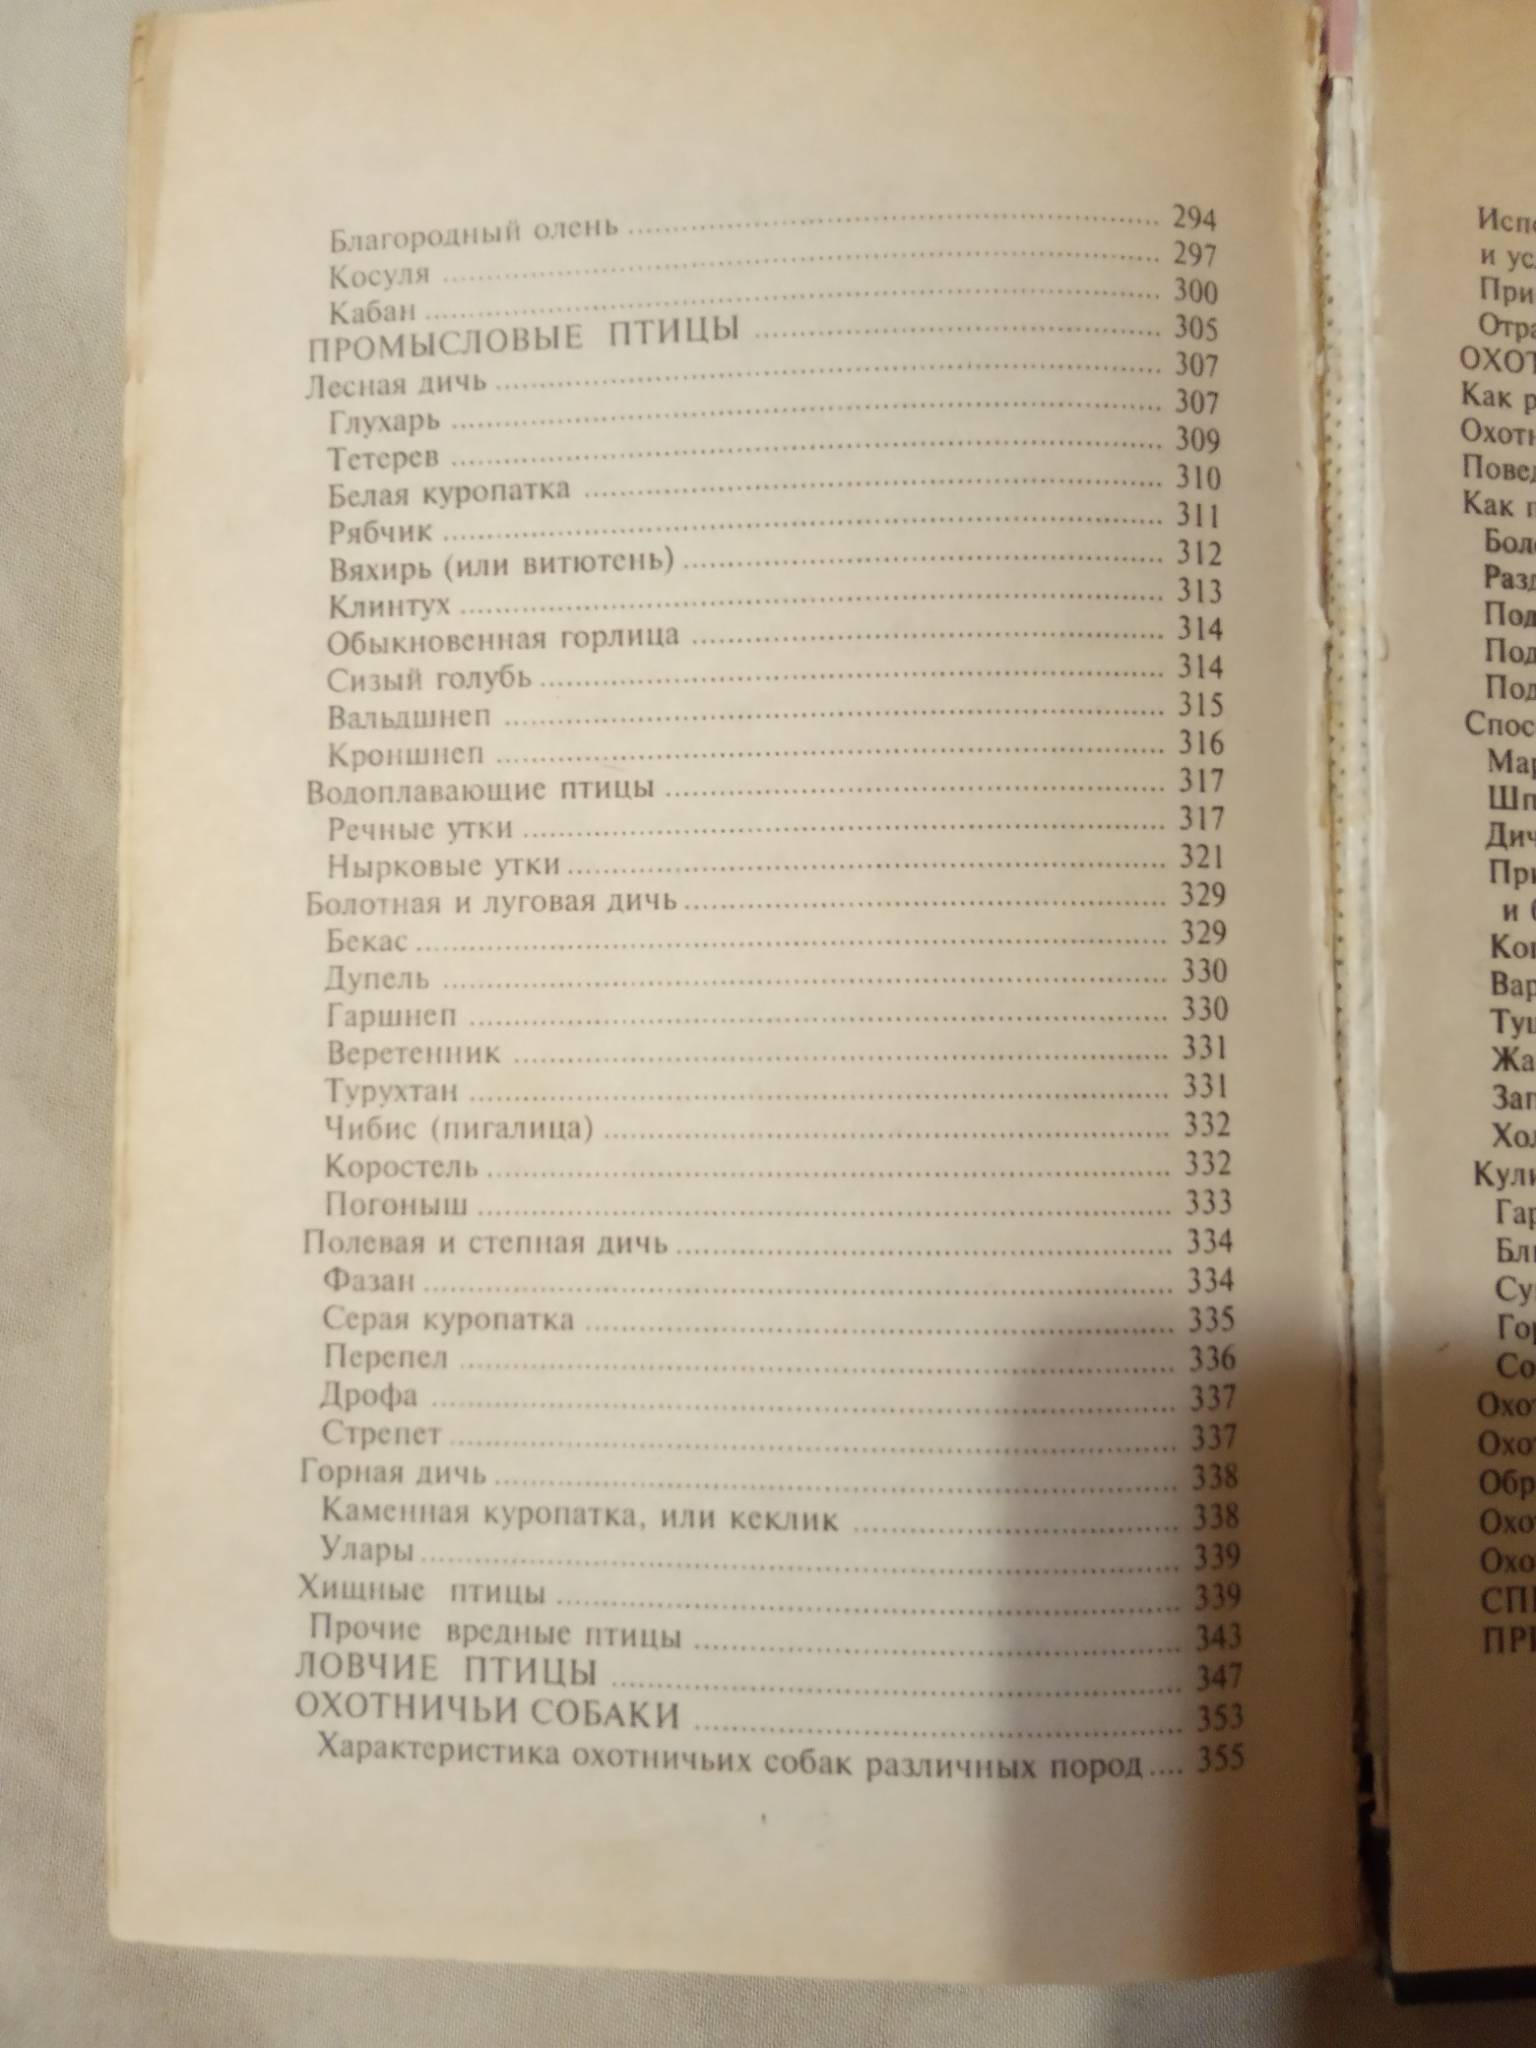 Благородный олень ........ 294
Косуля ........ 297
Кабан ........ 300
ПРОМЫСЛОВЫЕ ПТИЦЫ ........ 305
Лесная дичь ........ 307
Глухарь ........ 307
Тетерев ........ 309
Белая куропатка ........ 310
Рябчик ........ 311
Вяхирь (или витютень) ........ 312
Клинтух ........ 313
Обыкновенная горлица ........ 314
Сизый голубь ........ 314
Вальдшнеп ........ 315
Кроншнеп ........ 316
Водоплавающие птицы ........ 317
Речные утки ........ 317
Нырковые утки ........ 321
Болотная и луговая дичь ........ 329
Бекас ........ 329
Дупель ........ 330
Гаршнеп ........ 330
Веретенник ........ 331
Турухтан ........ 331
Чибис (пигалица) ........ 332
Коростель ........ 332
Погоныш ........ 333
Полевая и степная дичь ........ 334
Фазан ........ 334
Серая куропатка ........ 335
Перепел ........ 336
Дрофа ........ 337
Стрепет ........ 337
Горная дичь ........ 338
Каменная куропатка, или кеклик ........ 338
Улары ........ 339
Хищные птицы ........ 339
Прочие вредные птицы ........ 343
ЛОВЧИЕ ПТИЦЫ ........ 347
ОХОТНИЧЬИ СОБАКИ ........ 353
Характеристика охотничьих собак различных пород .... 355
и
Как
Как
и